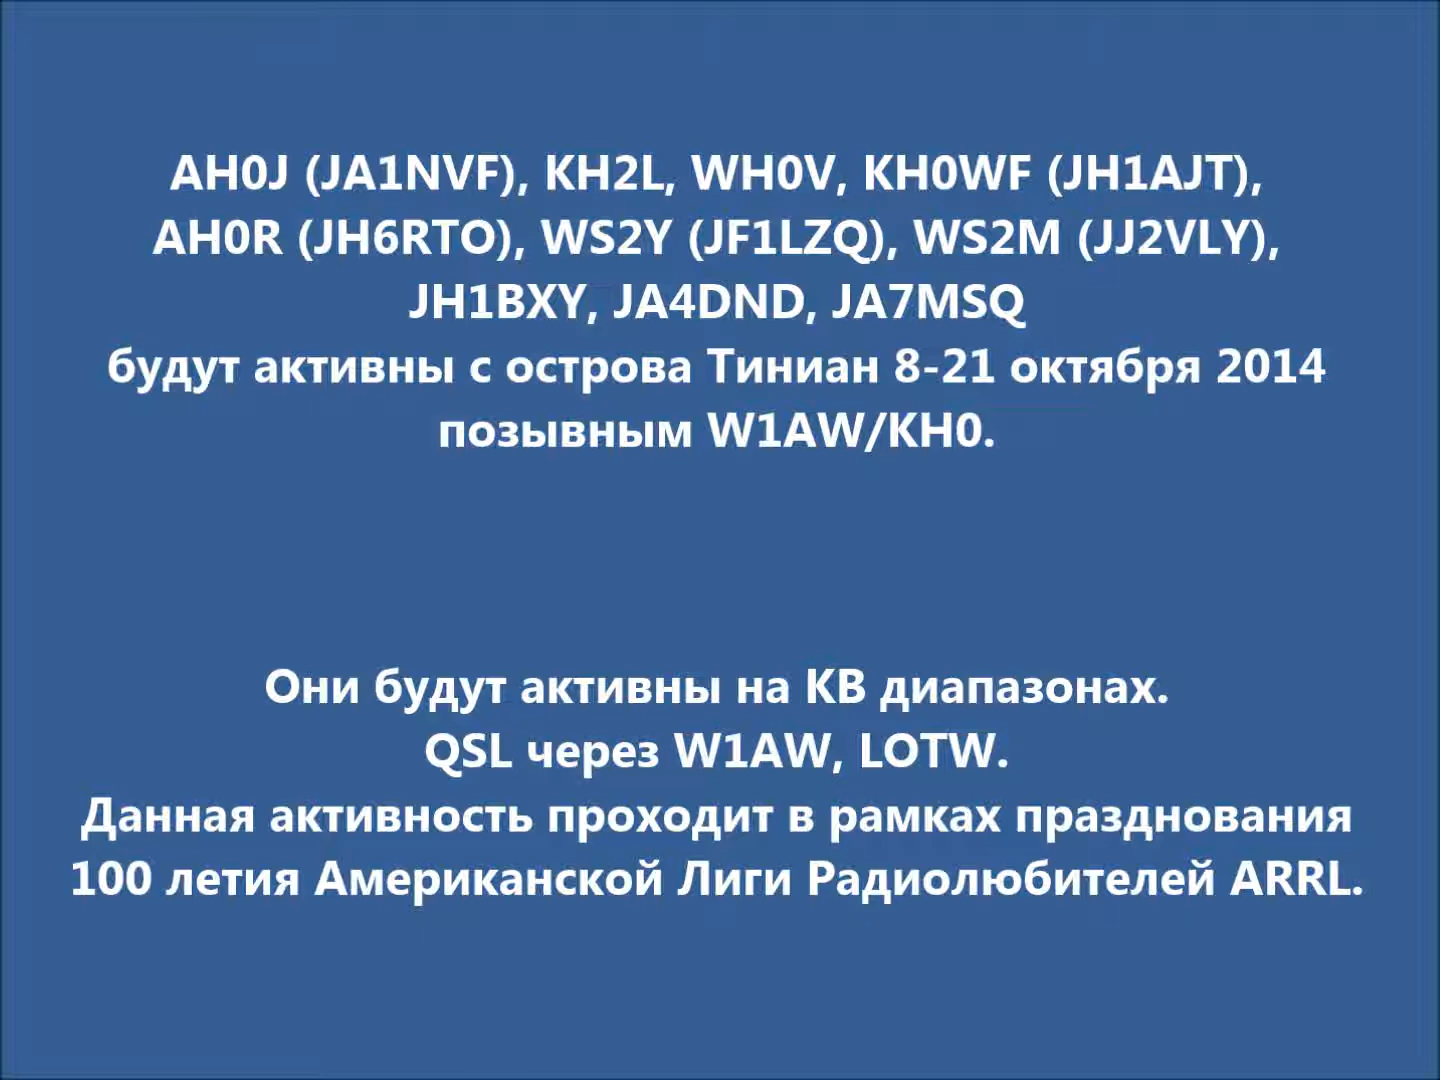 AH0J (JA1NVF), KH2L, WH0V, KH0WF (JH1AJT),
AH0R (JH6RTO), WS2Y (JF1LZQ), WS2M (JJ2VLY),
JH1BXY, JA4DND, JA7MSQ
будут активны с острова Тиниан 8-21 октября 2014
позывным W1AW/KH0.
Они будут активны на КВ диапазонах.
QSL через W1AW, LOTW.
Данная активность проходит в рамках празднования
100 летия Американской Лиги Радиолюбителей ARRL.